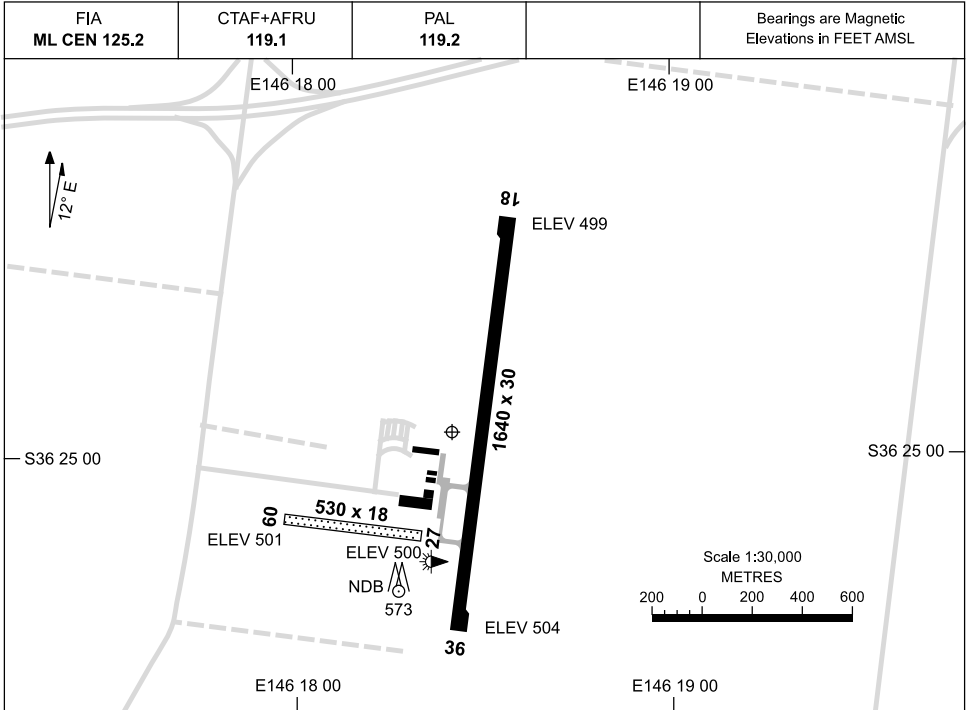 FIA
ML CEN 125.2
CTAF+AFRU
119.1
PAL
119.2
Bearings are Magnetic
Elevations in FEET AMSL
E146 18 00
E146 19 00
12° E
18
ELEV 499
1640 x 30
S36 25 00
S36 25 00
530 x 18
09
27
ELEV 501
ELEV 500
NDB
573
Scale 1:30,000
METRES
200 0 200 400 600
ELEV 504
36
E146 18 00
E146 19 00